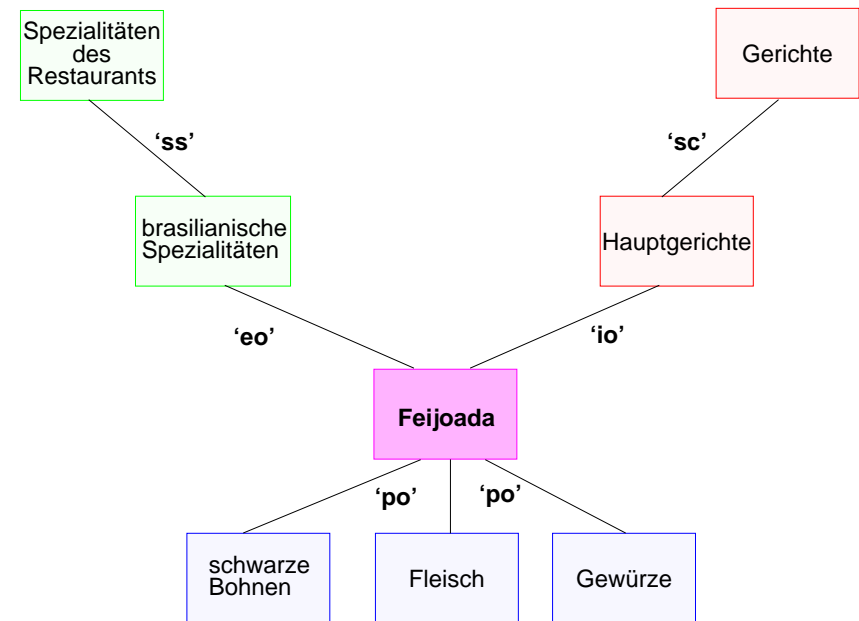 Spezialitäten
des
Restaurants
Gerichte
‘ss’
‘sc’
brasilianische
Spezialitäten
Hauptgerichte
‘eo’
‘io’
Feijoada
‘po’
‘po’
schwarze
Bohnen
Fleisch
Gewürze